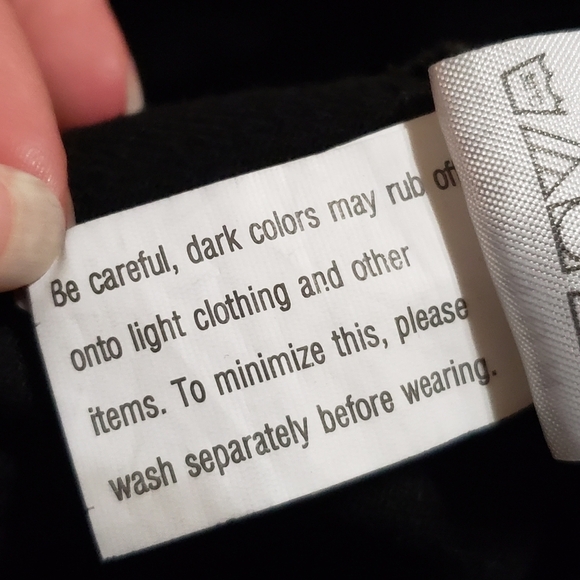 Be careful, dark colors may rub of
onto light clothing and other
items. To minimize this, please
wash separately before wearing.